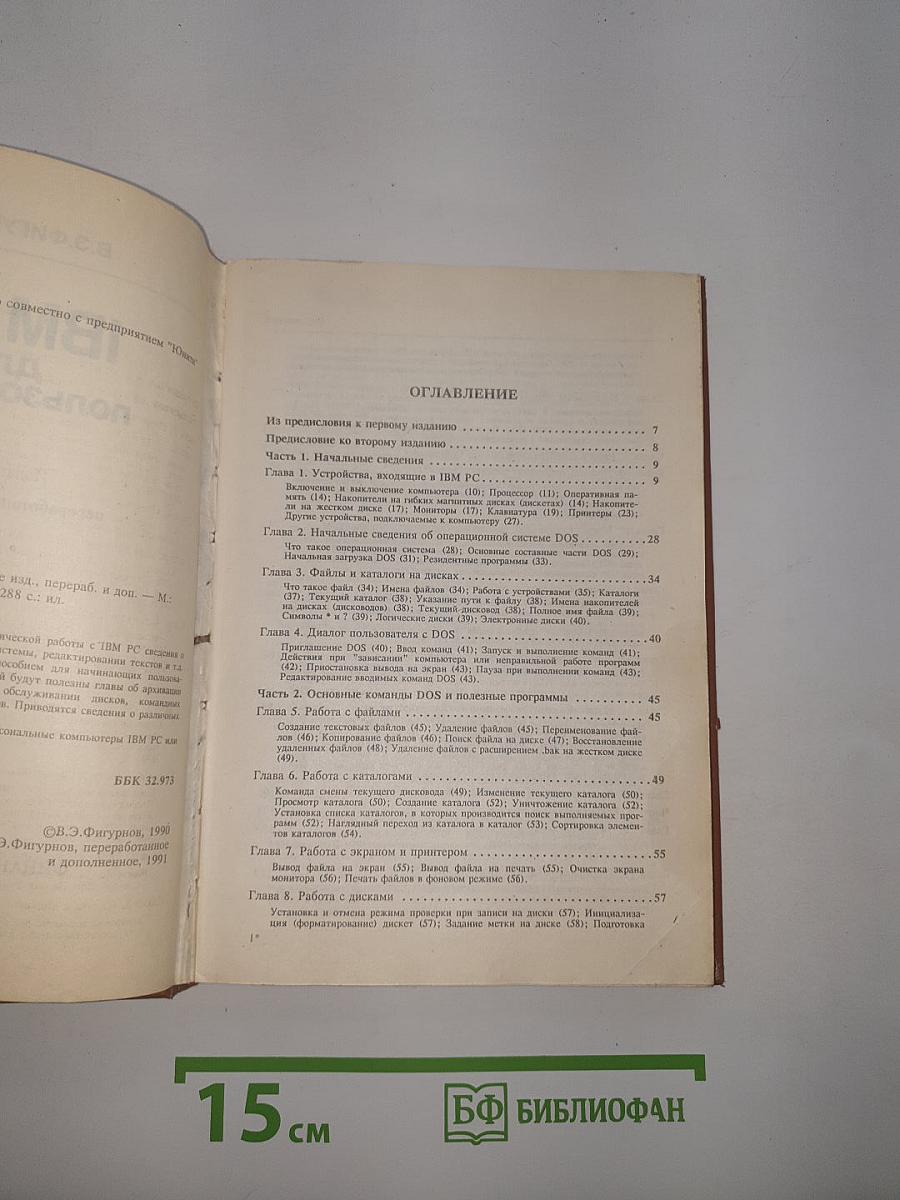 о совместно с предприятием "Юнити"
е изд., перераб. и доп. — М.:
288 с.: ил.
ической работы с IBM PC сведения о
стемы, редактировании текстов и т.д.
особием для начинающих пользова-
й будут полезны главы об архивации
обслуживании дисков, командных
в. Приводятся сведения о различных
сональные компьютеры IBM PC или
ББК 32.973
©В.Э.Фигурнов, 1990
Э.Фигурнов, переработанное
и дополненное, 1991
ОГЛАВЛЕНИЕ
Из предисловия к первому изданию . . . . . . . . . . . . . . . . . . . . . . . . . . . . 7
Предисловие ко второму изданию . . . . . . . . . . . . . . . . . . . . . . . . . . . . . 8
Часть 1. Начальные сведения . . . . . . . . . . . . . . . . . . . . . . . . . . . . . . . . 9
Глава 1. Устройства, входящие в IBM PC . . . . . . . . . . . . . . . . . . . . . . . . . 9
Включение и выключение компьютера (10); Процессор (11); Оперативная па-
мять (14); Накопители на гибких магнитных дисках (дискетах) (14); Накопите-
ли на жестком диске (17); Мониторы (17); Клавиатура (19); Принтеры (23);
Другие устройства, подключаемые к компьютеру (27).
Глава 2. Начальные сведения об операционной системе DOS . . . . . . . . . . 28
Что такое операционная система (28); Основные составные части DOS (29);
Начальная загрузка DOS (31); Резидентные программы (33).
Глава 3. Файлы и каталоги на дисках . . . . . . . . . . . . . . . . . . . . . . . . . . . . 34
Что такое файл (34); Имена файлов (34); Работа с устройствами (35); Каталоги
(37); Текущий каталог (38); Указание пути к файлу (38); Имена накопителей
на дисках (дисководов) (38); Текущий дисковод (38); Полное имя файла (39);
Символы * и ? (39); Логические диски (39); Электронные диски (40).
Глава 4. Диалог пользователя с DOS . . . . . . . . . . . . . . . . . . . . . . . . . . . . 40
Приглашение DOS (40); Ввод команд (41); Запуск и выполнение команд (41);
Действия при "зависании" компьютера или неправильной работе программ
(42); Приостановка вывода на экран (43); Пауза при выполнении команд (43);
Редактирование вводимых команд DOS (43).
Часть 2. Основные команды DOS и полезные программы . . . . . . . . . . 45
Глава 5. Работа с файлами . . . . . . . . . . . . . . . . . . . . . . . . . . . . . . . . . . . . 45
Создание текстовых файлов (45); Удаление файлов (45); Переименование фай-
лов (46); Копирование файлов (46); Поиск файла на диске (47); Восстановление
удаленных файлов (48); Удаление файлов с расширением .bak на жестком диске
(49).
Глава 6. Работа с каталогами . . . . . . . . . . . . . . . . . . . . . . . . . . . . . . . . . . 49
Команда смены текущего дисковода (49); Изменение текущего каталога (50);
Просмотр каталога (50); Создание каталога (52); Уничтожение каталога (52);
Установка списка каталогов, в которых производится поиск выполняемых прог-
рамм (52); Наглядный переход из каталога в каталог (53); Сортировка элемен-
тов каталогов (54).
Глава 7. Работа с экраном и принтером . . . . . . . . . . . . . . . . . . . . . . . . . . 55
Вывод файла на экран (55); Вывод файла на печать (55); Очистка экрана
монитора (56); Печать файлов в фоновом режиме (56).
Глава 8. Работа с дисками . . . . . . . . . . . . . . . . . . . . . . . . . . . . . . . . . . . . 57
Установка и отмена режима проверки при записи на диски (57); Инициализа-
ция (форматирование) дискет (57); Задание метки на диске (58); Подготовка
1*
15 см
БФ БИБЛИОФАН